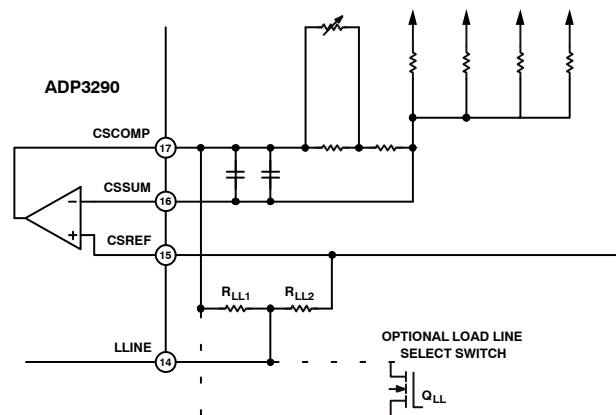 ADP3290
CSCOMP
17
CSSUM
16
CSREF
15
RLL1
RLL2
LLINE
14
OPTIONAL LOAD LINE
SELECT SWITCH
QLL
−
+